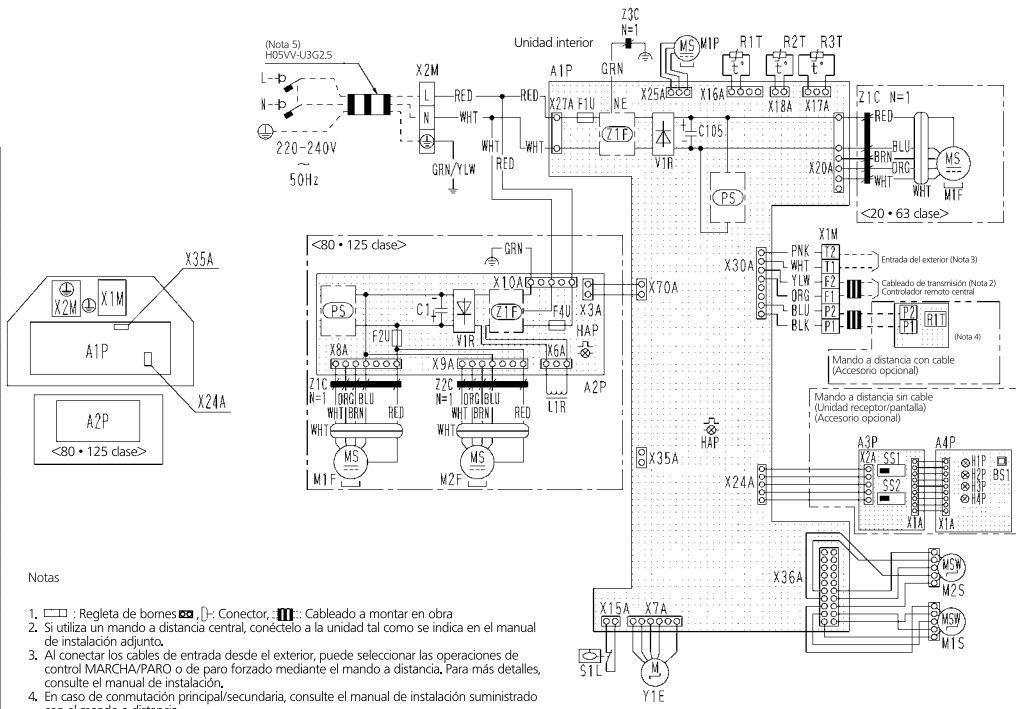 Z3C
N=1
(Nota 5)
H05VV-U3G2.5
Unidad interior
MS
M1P
R1T
R2T
R3T
t°
t°
t°
X2M
A1P
GRN
X25A
X16A
X18A
X17A
L
N
220-240V
~
50Hz
L
N
RED
WHT
RED
WHT
WHT
RED
GRN/YLW
X27A
F1U
NE
Z1F
V1R
C105
PS
X20A
Z1C N=1
RED
BLU
BRN
ORG
WHT
WHT
MS
M1F
<20 • 63 clase>
X35A
X2M
X1M
A1P
X24A
A2P
<80 • 125 clase>
<80 • 125 clase>
GRN
X10A
X3A
X70A
PS
C1
V1R
Z1F
F4U
F2U
HAP
X8A
X9A
X6A
A2P
L1R
Z1C
N=1
ORG
BLU
WHT
BRN
RED
WHT
MS
M1F
Z2C
N=1
ORG
BLU
WHT
BRN
RED
WHT
MS
M2F
X1M
X30A
PNK
T2
WHT
T1
YLW
F2
ORG
F1
BLU
P2
BLK
P1
Entrada del exterior (Nota 3)
Cableado de transmisión (Nota 2)
Controlador remoto central
P2
P1
R1T
(Nota 4)
Mando a distancia con cable
(Accesorio opcional)
Mando a distancia sin cable
(Unidad receptor/pantalla)
(Accesorio opcional)
HAP
X35A
X24A
A3P
X2A
SS1
SS2
X1A
A4P
H1P
H2P
H3P
H4P
BS1
X1A
X36A
MSW
M2S
MSW
M1S
X15A
X7A
S1L
M
Y1E
Notas
1. : Regleta de bornes , : Conector, : Cableado a montar en obra
2. Si utiliza un mando a distancia central, conéctelo a la unidad tal como se indica en el manual
de instalación adjunto.
3. Al conectar los cables de entrada desde el exterior, puede seleccionar las operaciones de
control MARCHA/PARO o de paro forzado mediante el mando a distancia. Para más detalles,
consulte el manual de instalación.
4. En caso de conmutación principal/secundaria, consulte el manual de instalación suministrado
con el mando a distancia.